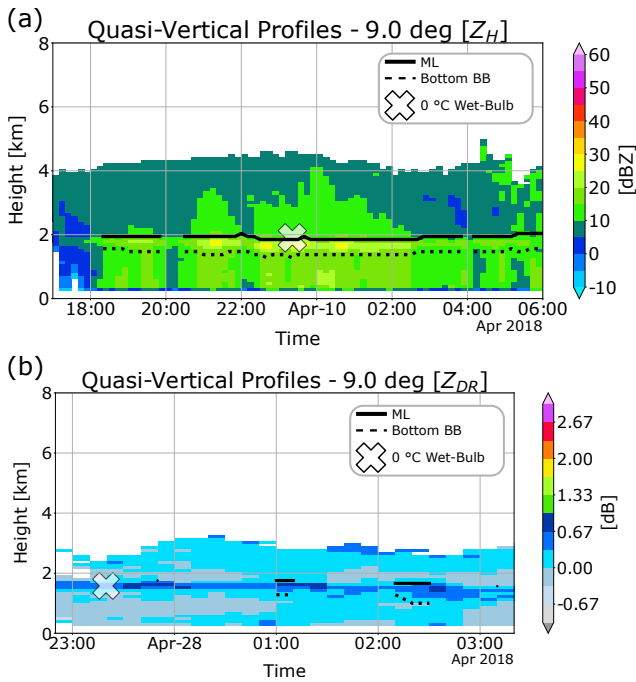 (a)
Quasi-Vertical Profiles - 9.0 deg [Z_H]
ML
Bottom BB
0 °C Wet-Bulb
Height [km]
8
6
4
2
0
18:00 20:00 22:00 Apr-10 02:00 04:00 06:00
Time
Apr 2018
60
50
40
30
20
10
0
-10
[dBZ]
(b)
Quasi-Vertical Profiles - 9.0 deg [Z_DR]
ML
Bottom BB
0 °C Wet-Bulb
Height [km]
8
6
4
2
0
23:00 Apr-28 01:00 02:00 03:00
Time
Apr 2018
2.67
2.00
1.33
0.67
0.00
-0.67
[dB]